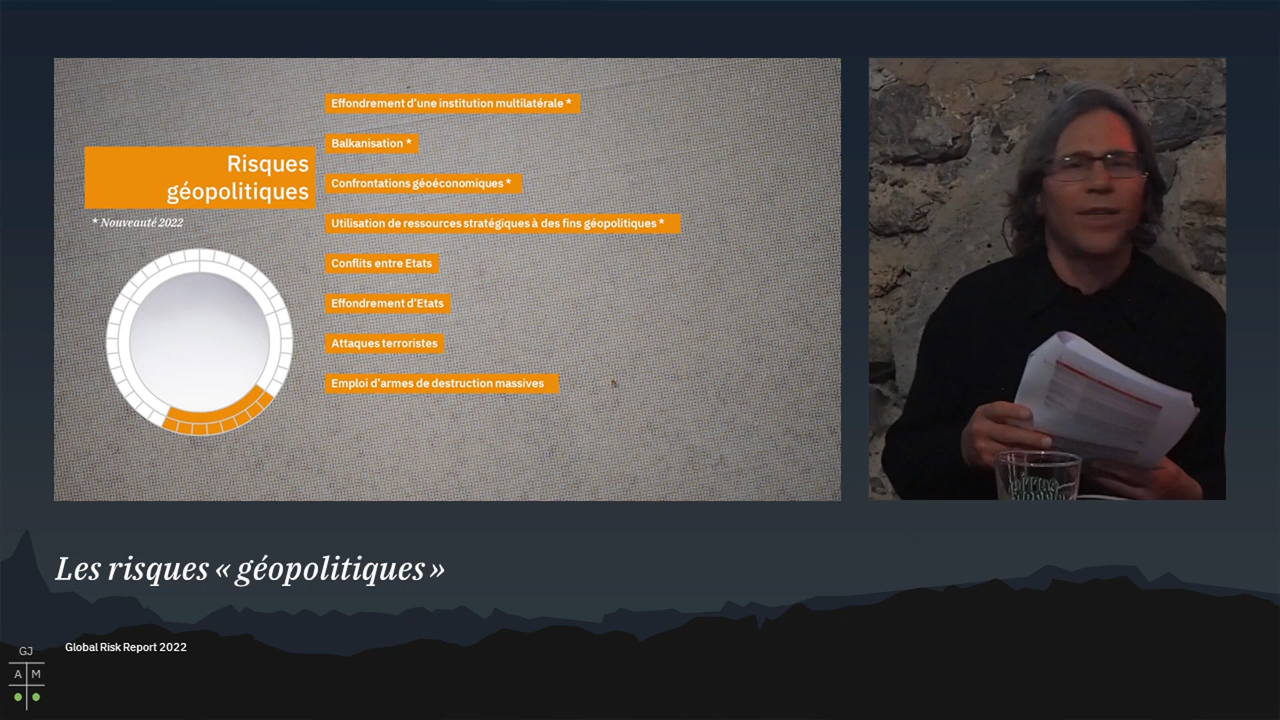 Risques
géopolitiques
* Nouveauté 2022
Effondrement d'une institution multilatérale *
Balkanisation *
Confrontations géoéconomiques *
Utilisation de ressources stratégiques à des fins géopolitiques *
Conflits entre Etats
Effondrement d'Etats
Attaques terroristes
Emploi d'armes de destruction massives
Les risques « géopolitiques »
Global Risk Report 2022
GJ
A M